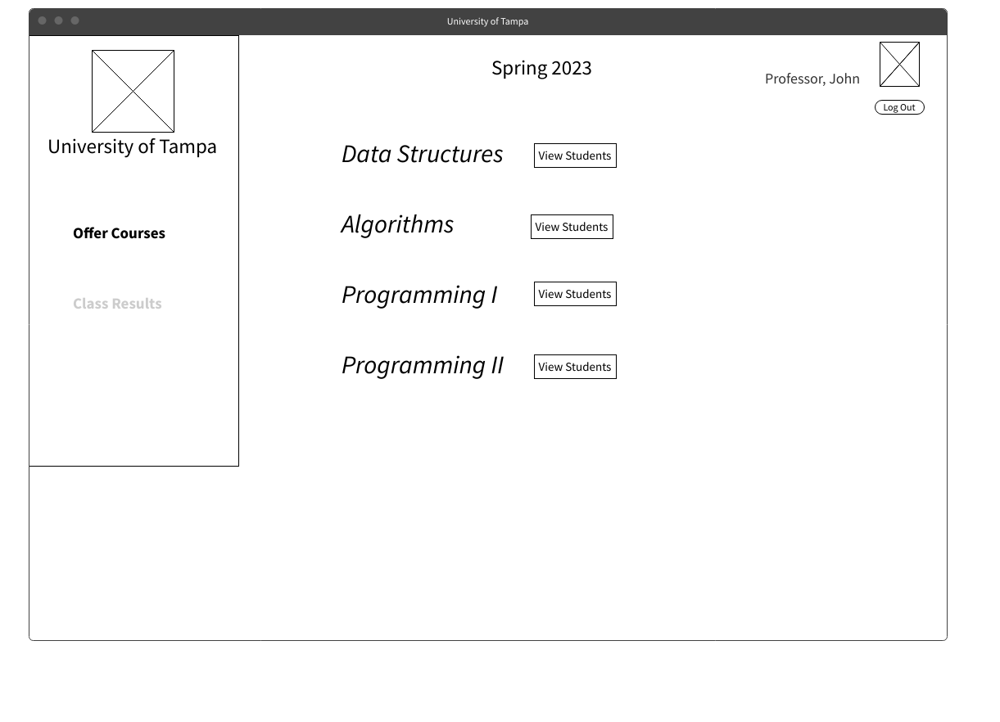 University of Tampa
Spring 2023
Professor, John
Log Out
University of Tampa
Offer Courses
Class Results
Data Structures View Students
Algorithms View Students
Programming I View Students
Programming II View Students